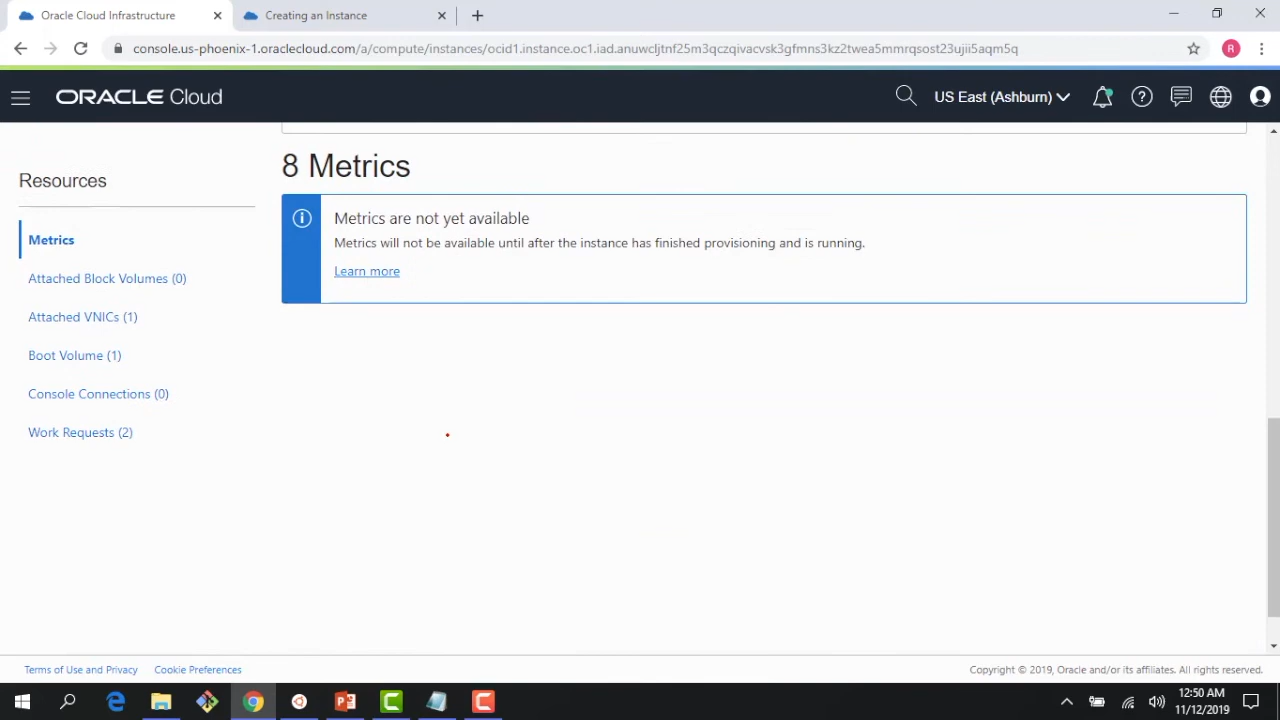 Oracle Cloud Infrastructure
Creating an Instance
console.us-phoenix-1.oraclecloud.com/a/compute/instances/ocid1.instance.oc1.iad.anuwcljtnf25m3qczqivacvsk3gfmns3kz2twea5mmrqsost23ujii5aqm5q
R
ORACLE Cloud
US East (Ashburn)
8 Metrics
Resources
Metrics are not yet available
Metrics will not be available until after the instance has finished provisioning and is running.
Learn more
Metrics
Attached Block Volumes (0)
Attached VNICs (1)
Boot Volume (1)
Console Connections (0)
Work Requests (2)
Terms of Use and Privacy
Cookie Preferences
Copyright © 2019, Oracle and/or its affiliates. All rights reserved.
12:50 AM
11/12/2019